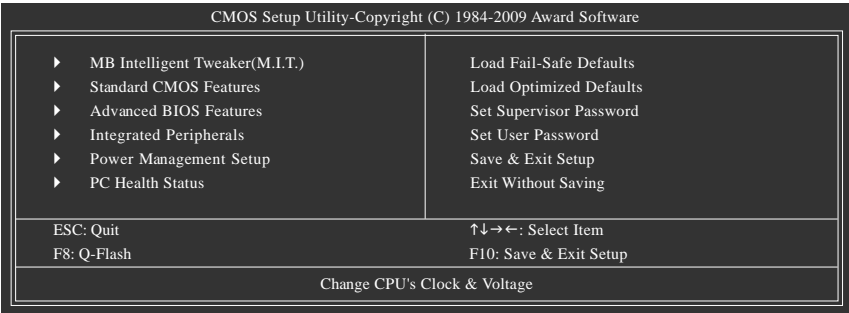 CMOS Setup Utility-Copyright (C) 1984-2009 Award Software
MB Intelligent Tweaker(M.I.T.)
Standard CMOS Features
Advanced BIOS Features
Integrated Peripherals
Power Management Setup
PC Health Status
Load Fail-Safe Defaults
Load Optimized Defaults
Set Supervisor Password
Set User Password
Save & Exit Setup
Exit Without Saving
ESC: Quit
F8: Q-Flash
↑↓→←: Select Item
F10: Save & Exit Setup
Change CPU's Clock & Voltage